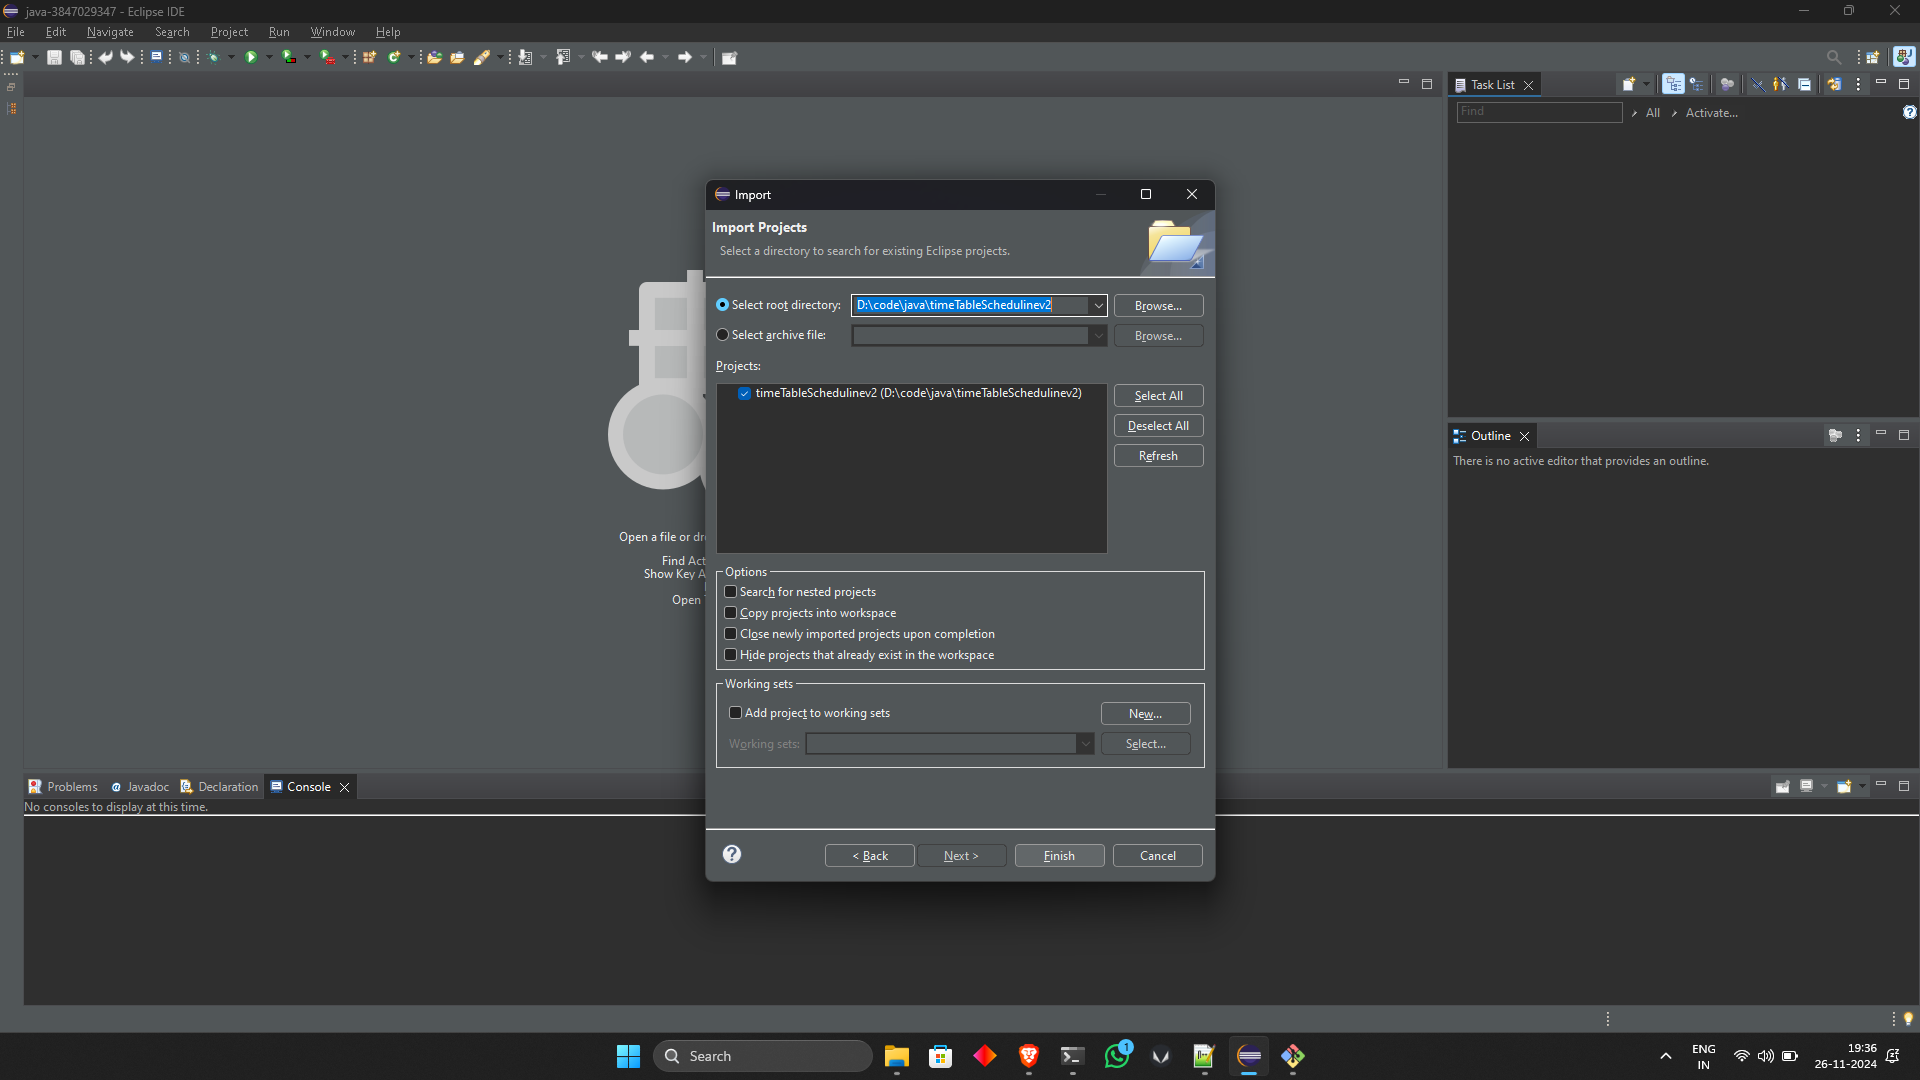 java-3847029347 - Eclipse IDE
File Edit Navigate Search Project Run Window Help
Task List
Find All Activate...
Import
Import Projects
Select a directory to search for existing Eclipse projects.
Select root directory: D:\code\java\timeTableSchedulinev2 Browse...
Select archive file: Browse...
Projects:
timeTableSchedulinev2 (D:\code\java\timeTableSchedulinev2)
Select All
Deselect All
Refresh
Outline
There is no active editor that provides an outline.
Open a file or
Find
Show Key
Open
Options
Search for nested projects
Copy projects into workspace
Close newly imported projects upon completion
Hide projects that already exist in the workspace
Working sets
Add project to working sets New...
Working sets: Select...
Problems Javadoc Declaration Console
No consoles to display at this time.
< Back Next > Finish Cancel
Search
1
ENG
IN
19:36
26-11-2024